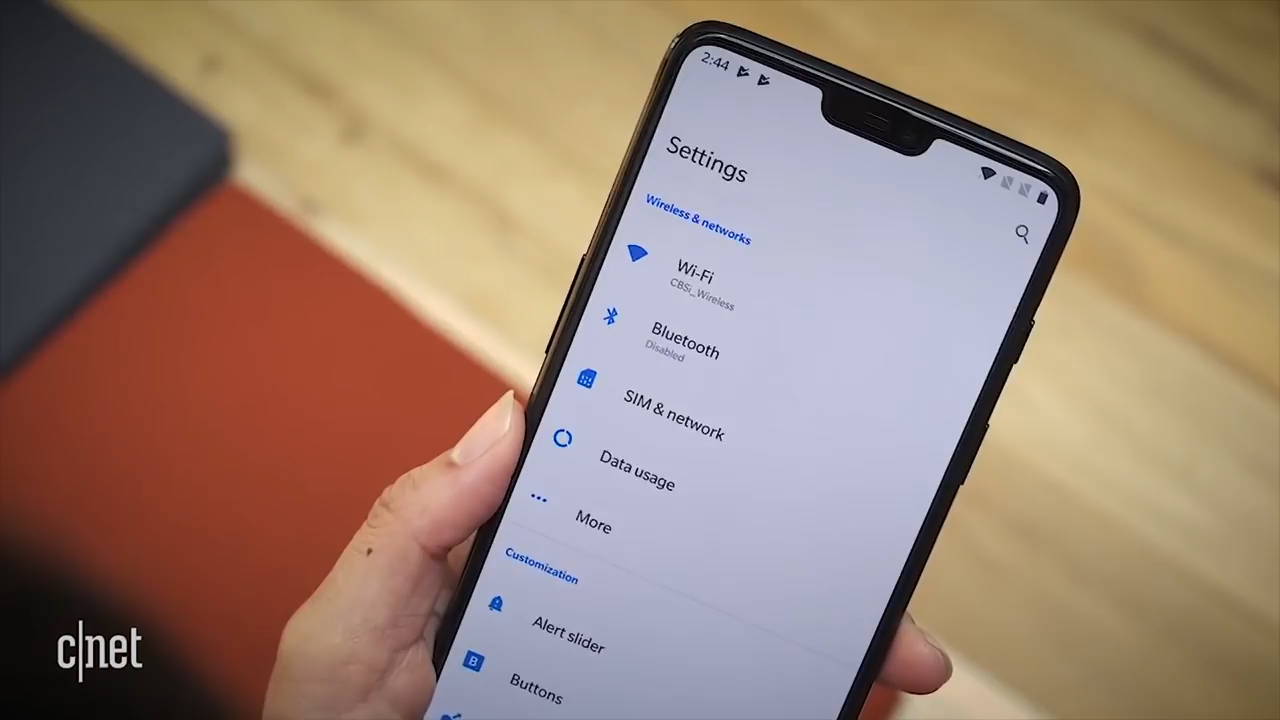 2:44
Settings
Wireless & networks
Wi-Fi
CBSi_Wireless
Bluetooth
Disabled
SIM & network
Data usage
More
Customization
Alert slider
B
Buttons
c|net